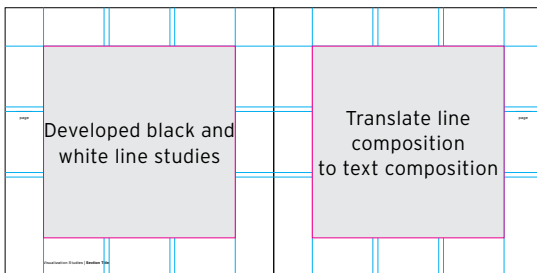 page
Developed black and
white line studies
Visualization Studies | Section Title
Translate line
composition
to text composition
page